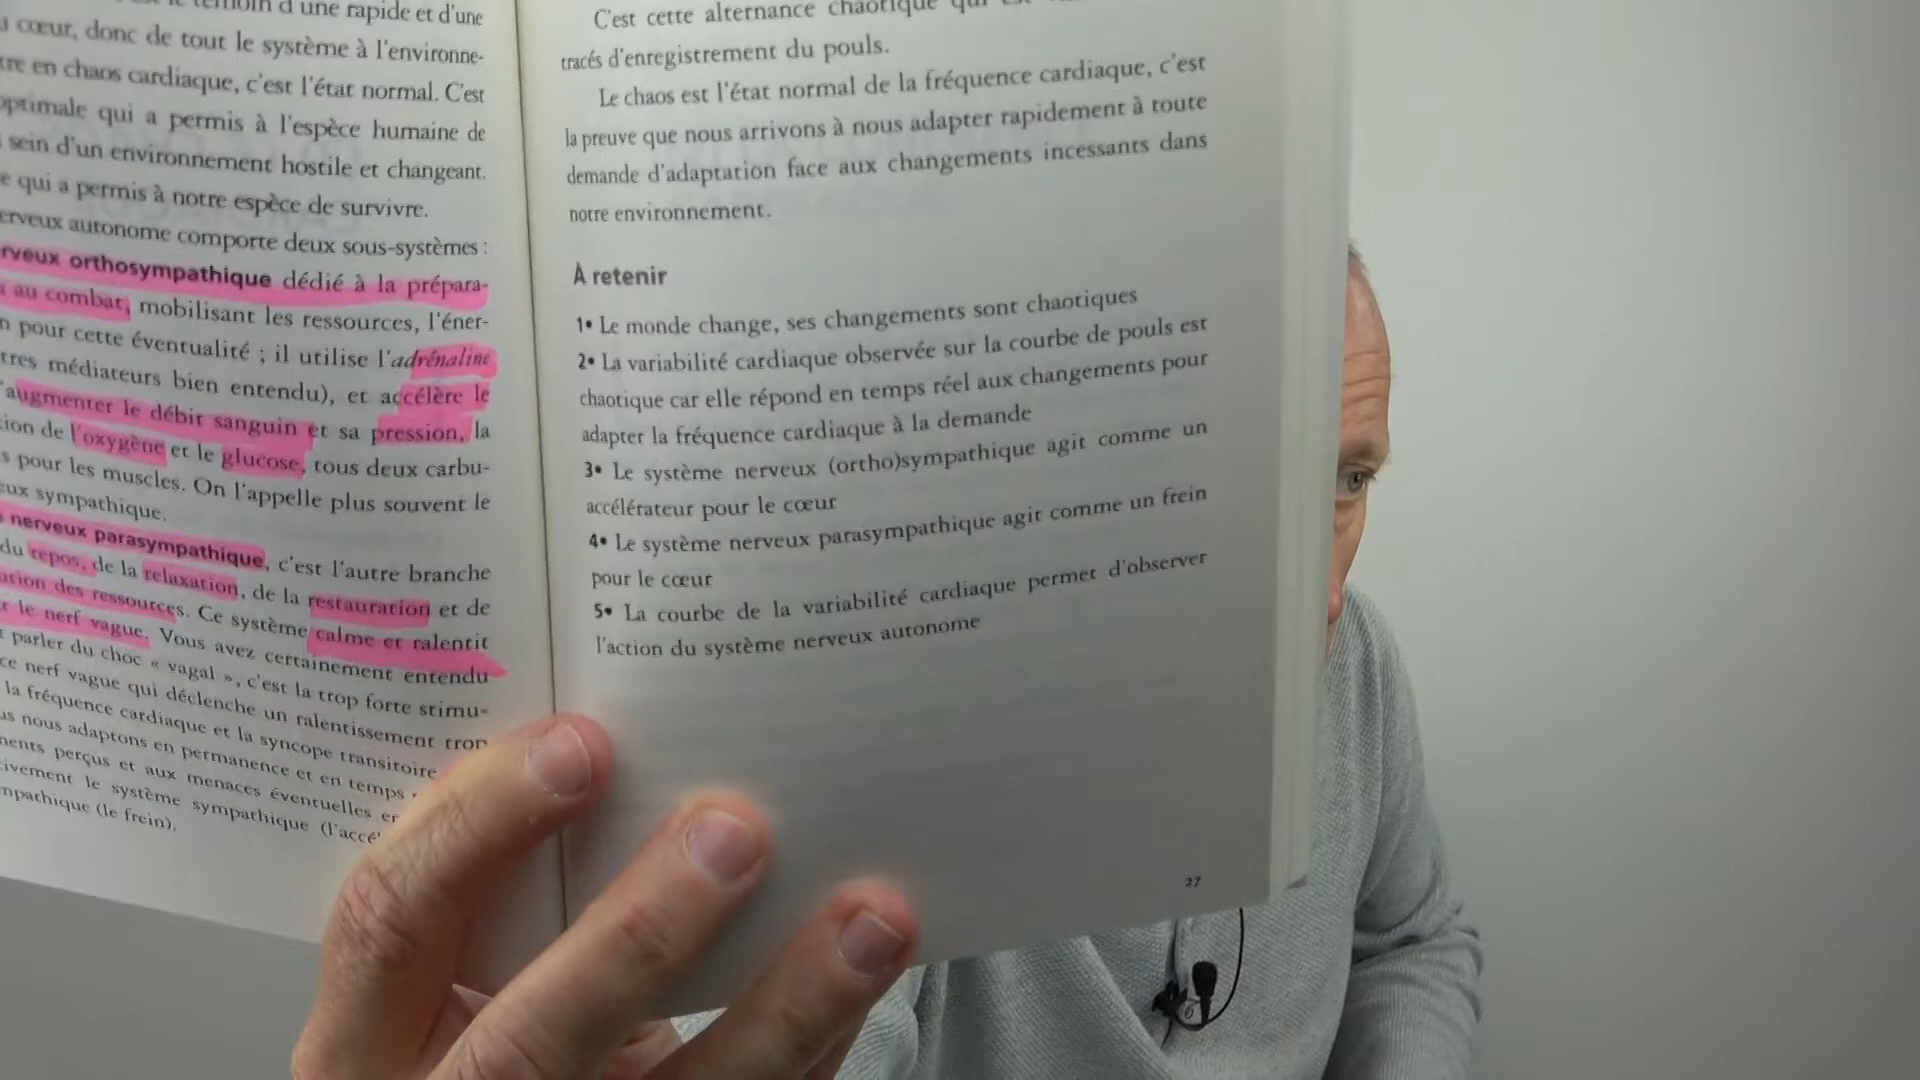 d'une rapide et d'une
cœur, donc de tout le système à l'environne-
en chaos cardiaque, c'est l'état normal. C'est
optimale qui a permis à l'espèce humaine de
sein d'un environnement hostile et changeant.
qui a permis à notre espèce de survivre.
autonome comporte deux sous-systèmes :
orthosympathique dédié à la prépara-
au combat, mobilisant les ressources, l'éner-
pour cette éventualité ; il utilise l'adrénaline
médiateurs bien entendu), et accélère le
augmenter le débit sanguin et sa pression, la
de l'oxygène et le glucose, tous deux carbu-
pour les muscles. On l'appelle plus souvent le
sympathique.
nerveux parasympathique, c'est l'autre branche
du repos, de la relaxation, de la restauration et de
des ressources. Ce système calme et ralentit
le nerf vague. Vous avez certainement entendu
parler du choc « vagal », c'est la trop forte stimu-
ce nerf vague qui déclenche un ralentissement trop
la fréquence cardiaque et la syncope transitoire
nous adaptons en permanence et en temps
perçus et aux menaces éventuelles
le système sympathique
(le frein).
C'est cette alternance chaotique
tracés d'enregistrement du pouls.
Le chaos est l'état normal de la fréquence cardiaque, c'est
la preuve que nous arrivons à nous adapter rapidement à toute
demande d'adaptation face aux changements incessants dans
notre environnement.
À retenir
1• Le monde change, ses changements sont chaotiques
2• La variabilité cardiaque observée sur la courbe de pouls est
chaotique car elle répond en temps réel aux changements pour
adapter la fréquence cardiaque à la demande
3• Le système nerveux (ortho)sympathique agit comme un
accélérateur pour le cœur
4• Le système nerveux parasympathique agit comme un frein
pour le cœur
5• La courbe de la variabilité cardiaque permet d'observer
l'action du système nerveux autonome
27